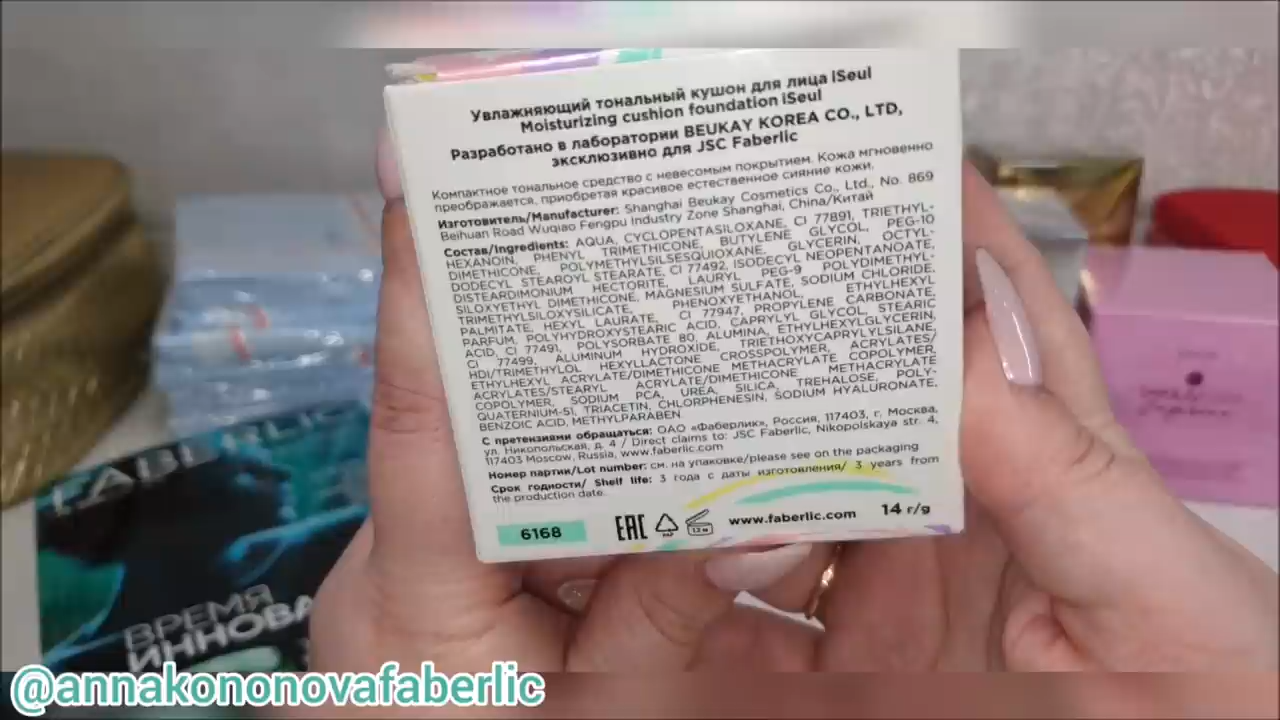 Увлажняющий тональный кушон для лица iSeul
Moisturizing cushion foundation iSeul
Разработано в лаборатории BEUKAY KOREA CO., LTD,
эксклюзивно для JSC Faberlic
Компактное тональное средство с невесомым покрытием. Кожа мгновенно
преображается, приобретая красивое естественное сияние кожи.
Изготовитель/Manufacturer: Shanghai Beukay Cosmetics Co., Ltd., No. 869
Beihuan Road Wuqiao Fengpu Industry Zone Shanghai, China/Китай
Состав/Ingredients: AQUA, CYCLOPENTASILOXANE, CI 77891, TRIETHYL-
HEXANOIN, PHENYL TRIMETHICONE, BUTYLENE GLYCOL, PEG-10
DIMETHICONE, POLYMETHYLSILSESQUIOXANE, GLYCERIN, OCTYL-
DODECYL STEAROYL STEARATE, CI 77492, ISODECYL NEOPENTANOATE,
DISTEARDIMONIUM HECTORITE, LAURYL PEG-9 POLYDIMETHYL-
SILOXYETHYL DIMETHICONE, MAGNESIUM SULFATE, SODIUM CHLORIDE,
TRIMETHYLSILOXYSILICATE, PHENOXYETHANOL, ETHYLHEXYL
PALMITATE, HEXYL LAURATE, CI 77947, PROPYLENE CARBONATE,
PARFUM, POLYHYDROXYSTEARIC ACID, CAPRYLYL GLYCOL, STEARIC
ACID, CI 77491, POLYSORBATE 80, ALUMINA, ETHYLHEXYLGLYCERIN,
CI 77499, ALUMINUM HYDROXIDE, TRIETHOXYCAPRYLYLSILANE,
HDI/TRIMETHYLOL HEXYLLACTONE CROSSPOLYMER, ACRYLATES/
ETHYLHEXYL ACRYLATE/DIMETHICONE METHACRYLATE COPOLYMER,
ACRYLATES/STEARYL ACRYLATE/DIMETHICONE METHACRYLATE
COPOLYMER, SODIUM PCA, UREA, SILICA, TREHALOSE, POLY-
QUATERNIUM-51, TRIACETIN, CHLORPHENESIN, SODIUM HYALURONATE,
BENZOIC ACID, METHYLPARABEN
С претензиями обращаться: ОАО «Фаберлик», Россия, 117403, г. Москва,
ул. Никопольская, д. 4 / Direct claims to: JSC Faberlic, Nikopolskaya str. 4,
117403 Moscow, Russia, www.faberlic.com
Номер партии/Lot number: см. на упаковке/please see on the packaging
Срок годности/ Shelf life: 3 года с даты изготовления/ 3 years from
the production date.
6168 EAC PAP 12 м www.faberlic.com 14 г/g
FABERLIC
ВРЕМЯ
ИННОВА
@annakononovafaberlic